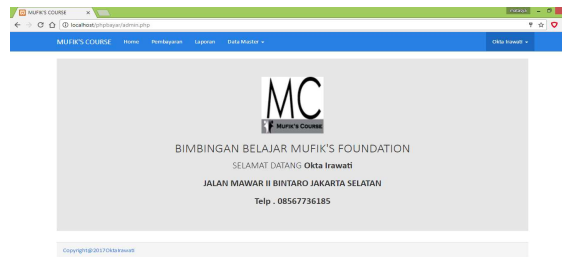 MUFIK'S COURSE
localhost/phpbayar/admin.php
MUFIK'S COURSE Home Pembayaran Laporan Data Master Okta Irawati
MC
MUFIK'S COURSE
BIMBINGAN BELAJAR MUFIK'S FOUNDATION
SELAMAT DATANG Okta Irawati
JALAN MAWAR II BINTARO JAKARTA SELATAN
Telp . 08567736185
Copyright@2017OktaIrawati